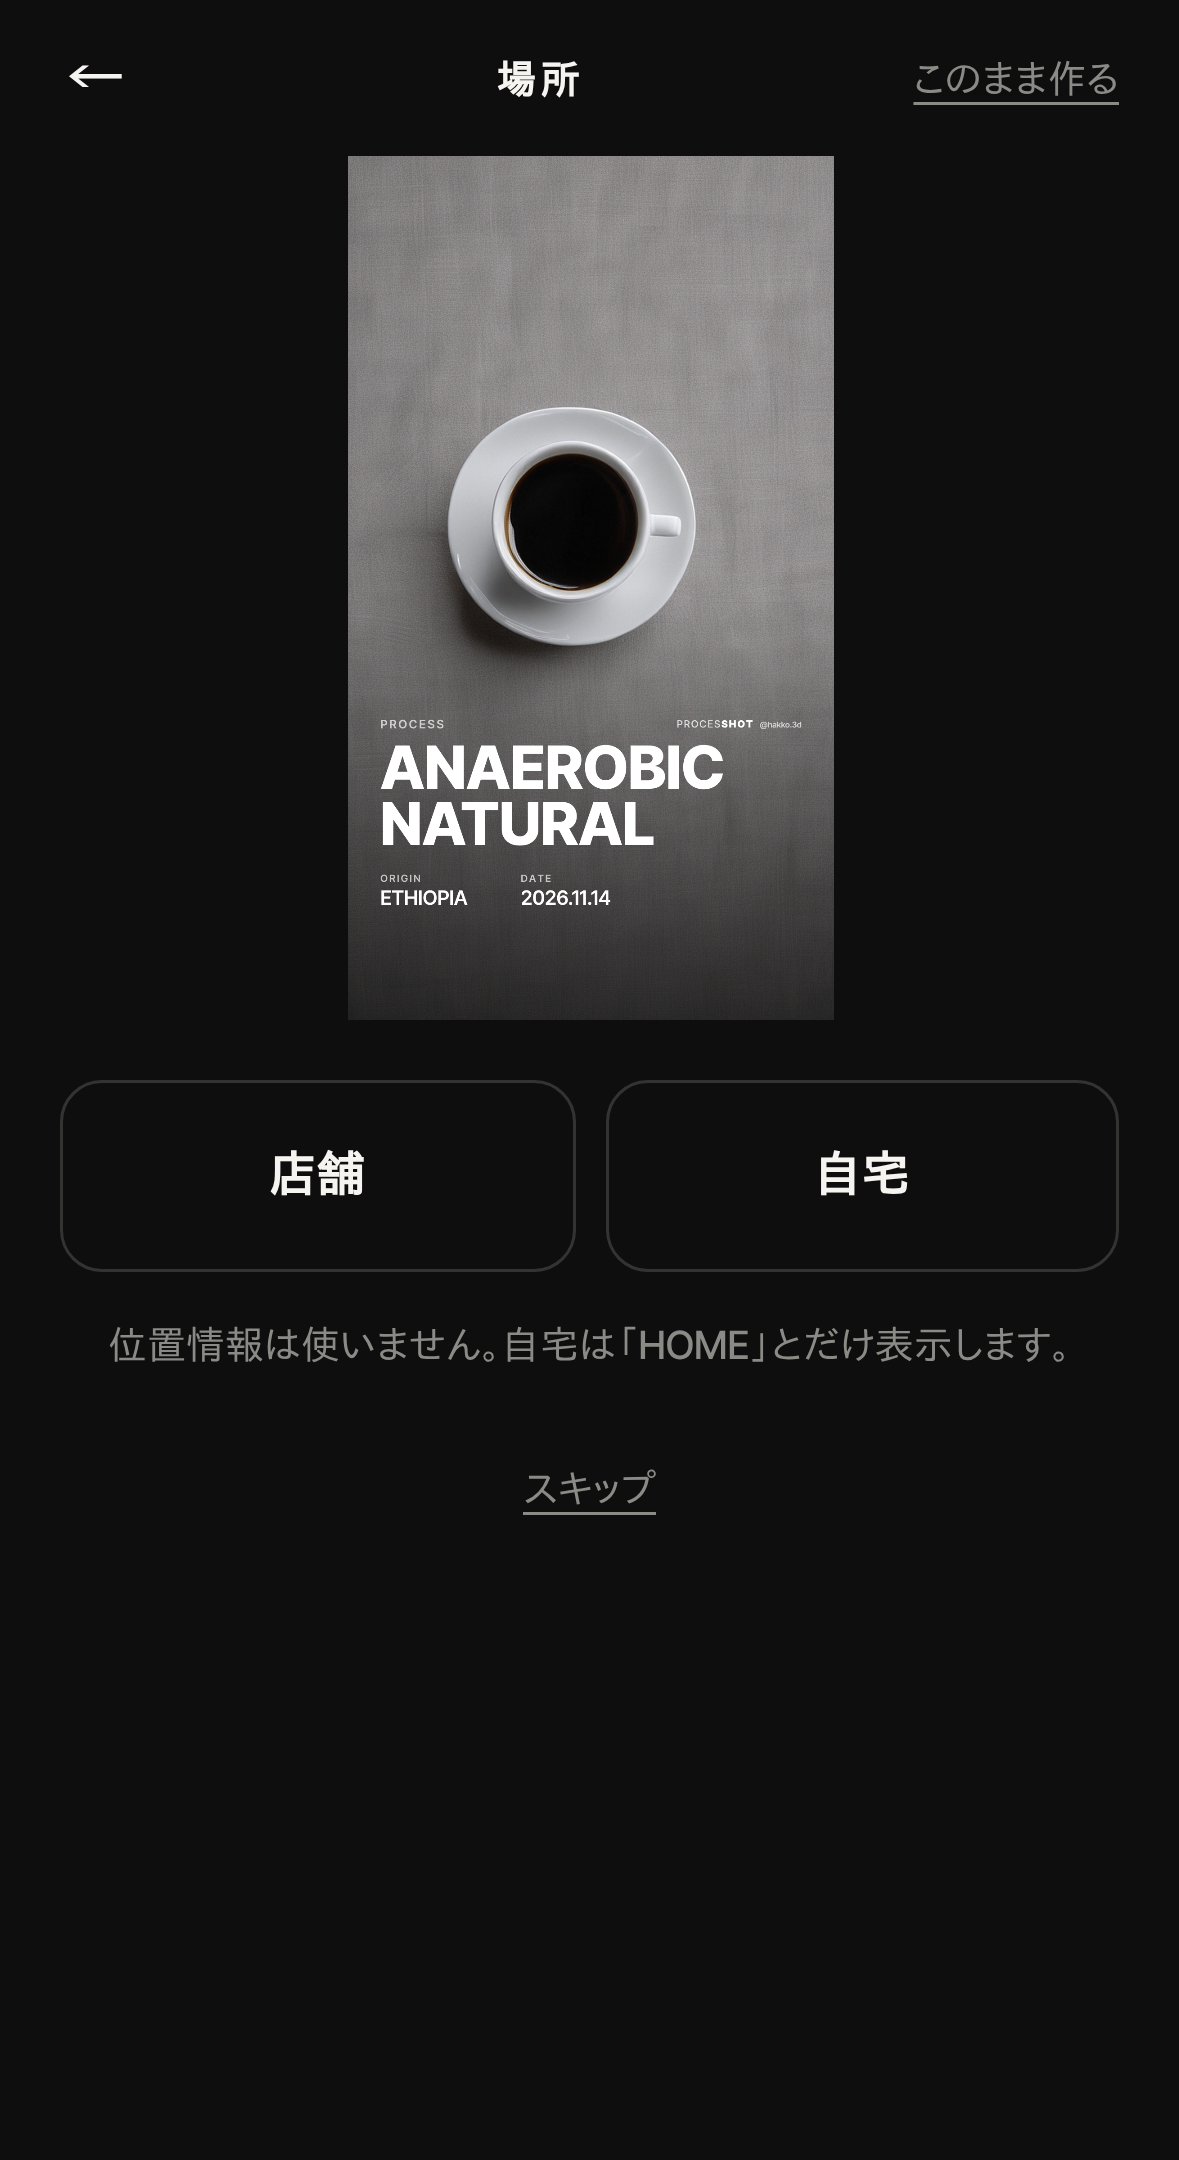 ←
場所
このまま作る
PROCESS
PROCESSHOT @hakko.3d
ANAEROBIC
NATURAL
ORIGIN
DATE
ETHIOPIA
2026.11.14
店舗
自宅
位置情報は使いません。自宅は「HOME」とだけ表示します。
スキップ